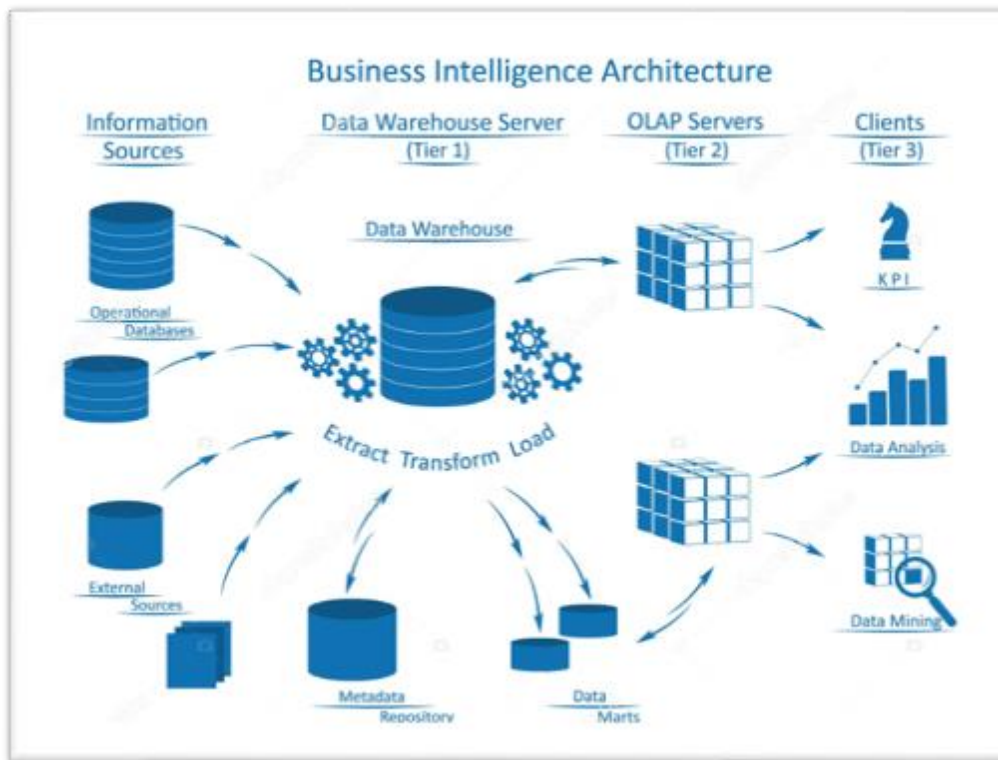 Business Intelligence Architecture
Information
Sources
Data Warehouse Server
(Tier 1)
OLAP Servers
(Tier 2)
Clients
(Tier 3)
Operational
Databases
External
Sources
Data Warehouse
Extract Transform Load
Metadata
Repository
Data
Marts
K P I
Data Analysis
Data Mining